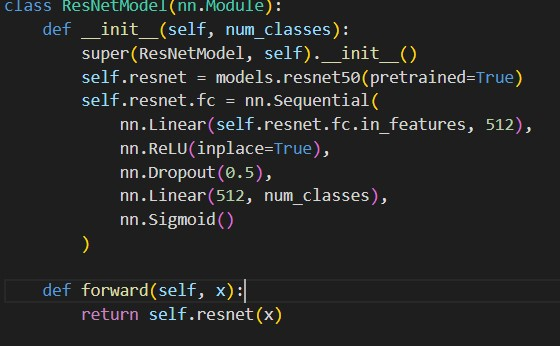 class ResNetModel(nn.Module):
    def __init__(self, num_classes):
        super(ResNetModel, self).__init__()
        self.resnet = models.resnet50(pretrained=True)
        self.resnet.fc = nn.Sequential(
            nn.Linear(self.resnet.fc.in_features, 512),
            nn.ReLU(inplace=True),
            nn.Dropout(0.5),
            nn.Linear(512, num_classes),
            nn.Sigmoid()
        )

    def forward(self, x):
        return self.resnet(x)